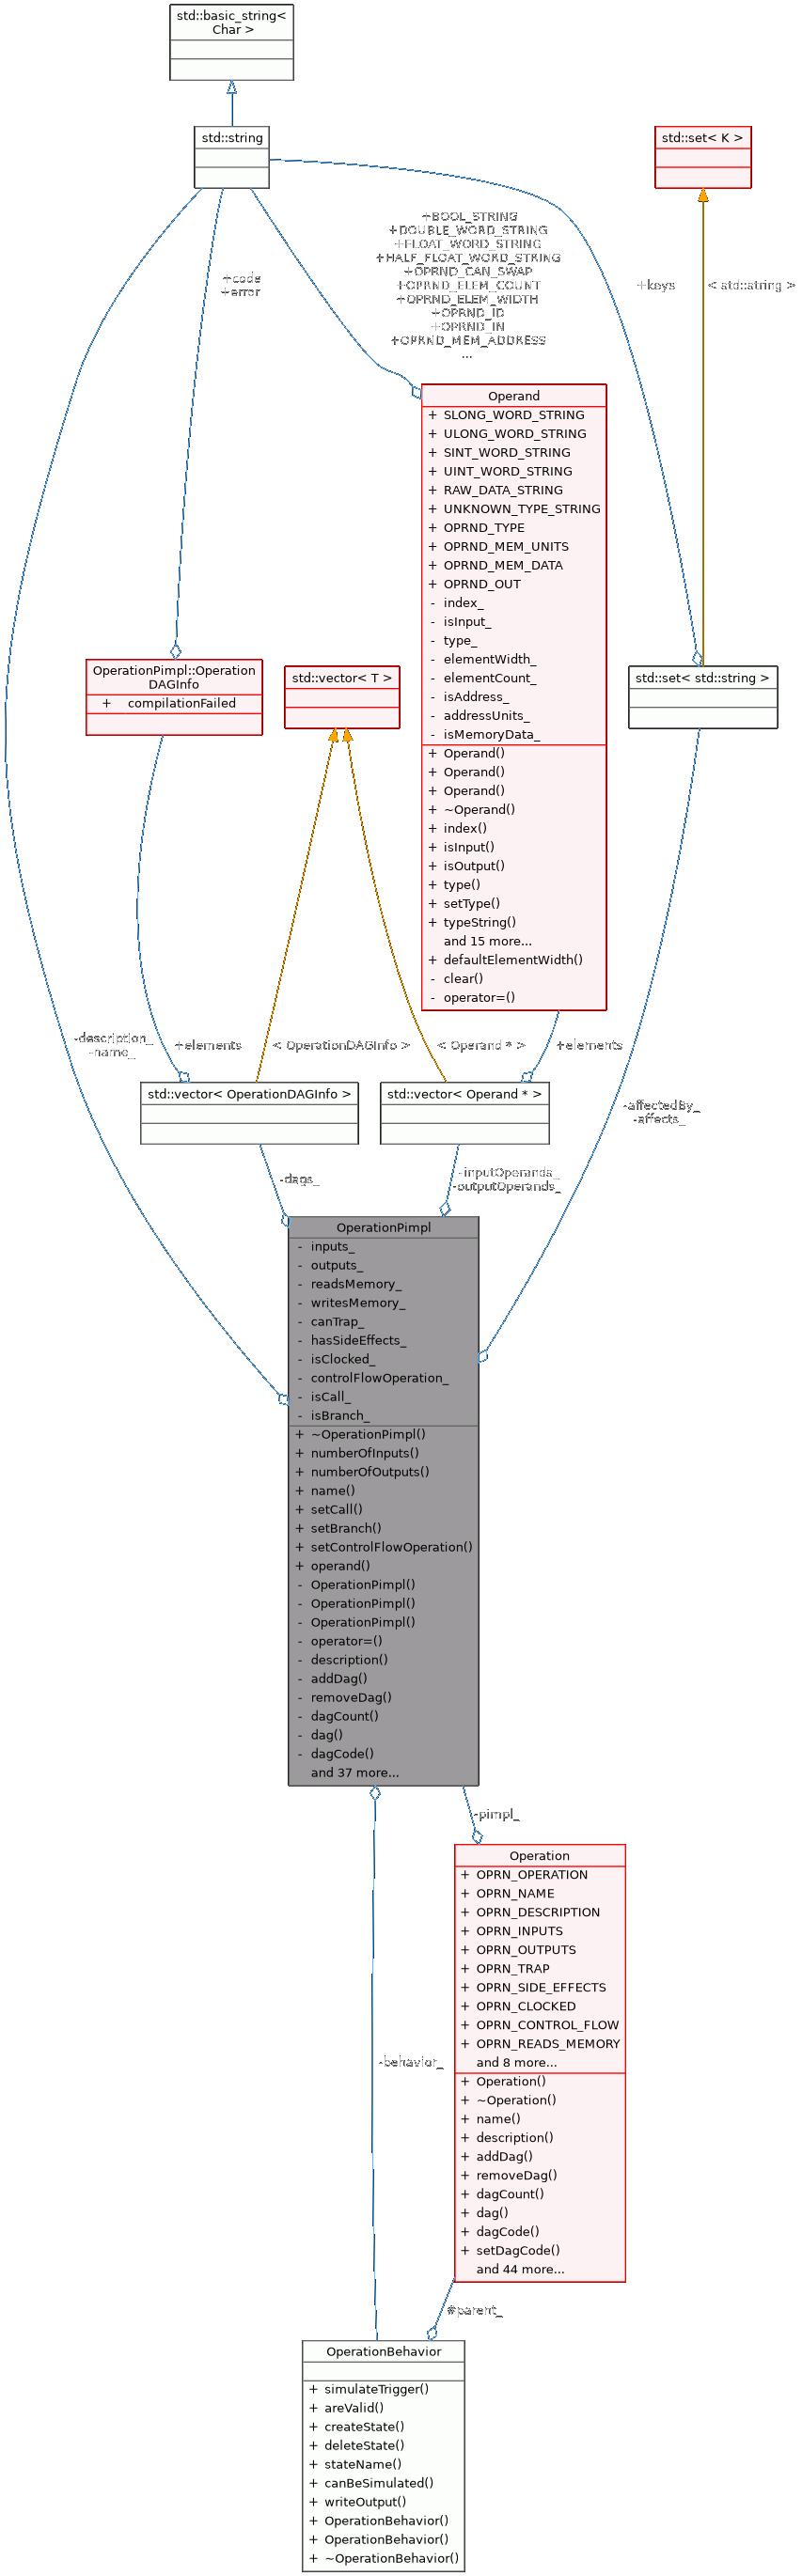 std::basic_string<
Char >
std::string
std::set< K >
+BOOL_STRING
+DOUBLE_WORD_STRING
+FLOAT_WORD_STRING
+HALF_FLOAT_WORD_STRING
+OPRND_CAN_SWAP
+OPRND_ELEM_COUNT
+OPRND_ELEM_WIDTH
+OPRND_ID
+OPRND_IN
+OPRND_MEM_ADDRESS
...
+code
+error
+keys
< std::string >
Operand
+ SLONG_WORD_STRING
+ ULONG_WORD_STRING
+ SINT_WORD_STRING
+ UINT_WORD_STRING
+ RAW_DATA_STRING
+ UNKNOWN_TYPE_STRING
+ OPRND_TYPE
+ OPRND_MEM_UNITS
+ OPRND_MEM_DATA
+ OPRND_OUT
- index_
- isInput_
- type_
- elementWidth_
- elementCount_
- isAddress_
- addressUnits_
- isMemoryData_
+ Operand()
+ Operand()
+ Operand()
+ ~Operand()
+ index()
+ isInput()
+ isOutput()
+ type()
+ setType()
+ typeString()
and 15 more...
+ defaultElementWidth()
- clear()
- operator=()
OperationPimpl::Operation
DAGInfo
+ compilationFailed
std::vector< T >
std::set< std::string >
-description_
-name_
+elements
< OperationDAGInfo >
< Operand * >
+elements
std::vector< OperationDAGInfo >
std::vector< Operand * >
-affectedBy_
-affects_
-dags_
-inputOperands_
-outputOperands_
OperationPimpl
- inputs_
- outputs_
- readsMemory_
- writesMemory_
- canTrap_
- hasSideEffects_
- isClocked_
- controlFlowOperation_
- isCall_
- isBranch_
+ ~OperationPimpl()
+ numberOfInputs()
+ numberOfOutputs()
+ name()
+ setCall()
+ setBranch()
+ setControlFlowOperation()
+ operand()
- OperationPimpl()
- OperationPimpl()
- OperationPimpl()
- operator=()
- description()
- addDag()
- removeDag()
- dagCount()
- dag()
- dagCode()
and 37 more...
-pimpl_
Operation
+ OPRN_OPERATION
+ OPRN_NAME
+ OPRN_DESCRIPTION
+ OPRN_INPUTS
+ OPRN_OUTPUTS
+ OPRN_TRAP
+ OPRN_SIDE_EFFECTS
+ OPRN_CLOCKED
+ OPRN_CONTROL_FLOW
+ OPRN_READS_MEMORY
and 8 more...
+ Operation()
+ ~Operation()
+ name()
+ description()
+ addDag()
+ removeDag()
+ dagCount()
+ dag()
+ dagCode()
+ setDagCode()
and 44 more...
-behavior_
#parent_
OperationBehavior
+ simulateTrigger()
+ areValid()
+ createState()
+ deleteState()
+ stateName()
+ canBeSimulated()
+ writeOutput()
+ OperationBehavior()
+ OperationBehavior()
+ ~OperationBehavior()